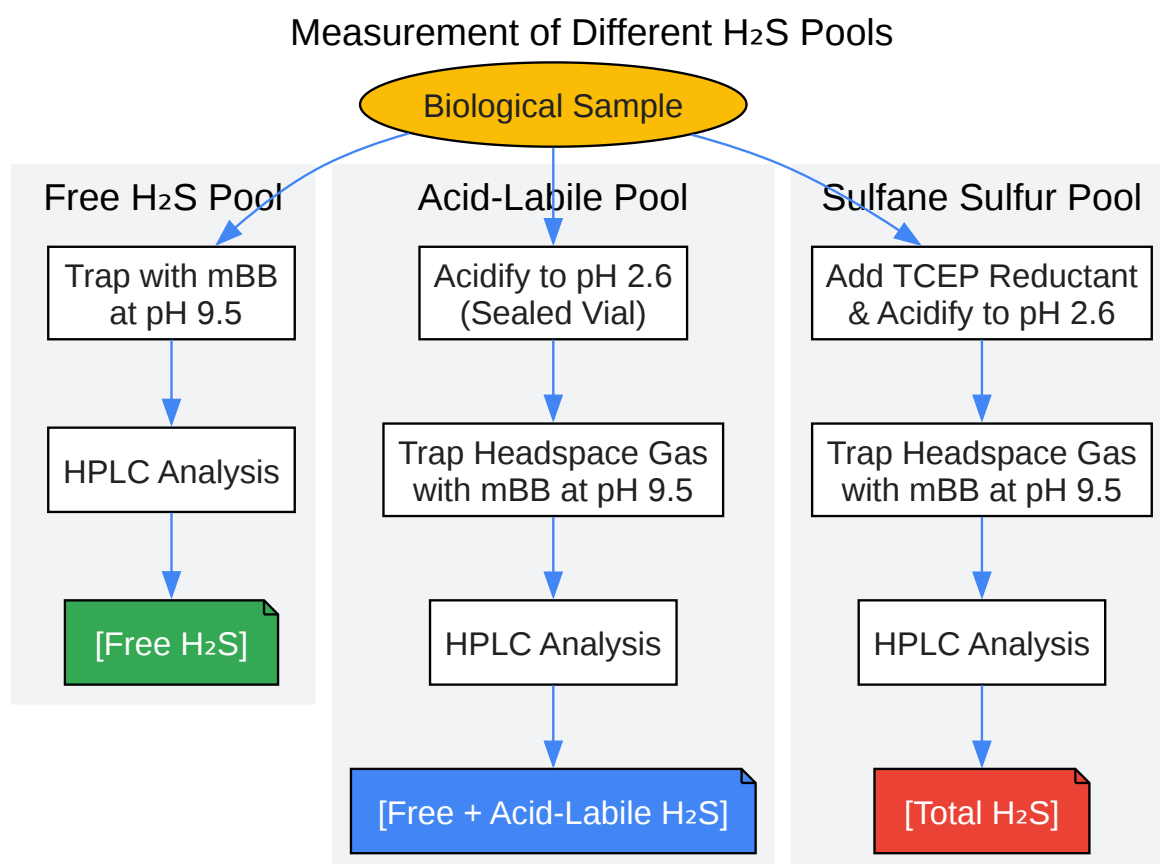 Measurement of Different H₂S Pools
Biological Sample
Free H₂S Pool
Trap with mBB
at pH 9.5
HPLC Analysis
[Free H₂S]
Acid-Labile Pool
Acidify to pH 2.6
(Sealed Vial)
Trap Headspace Gas
with mBB at pH 9.5
HPLC Analysis
[Free + Acid-Labile H₂S]
Sulfane Sulfur Pool
Add TCEP Reductant
& Acidify to pH 2.6
Trap Headspace Gas
with mBB at pH 9.5
HPLC Analysis
[Total H₂S]